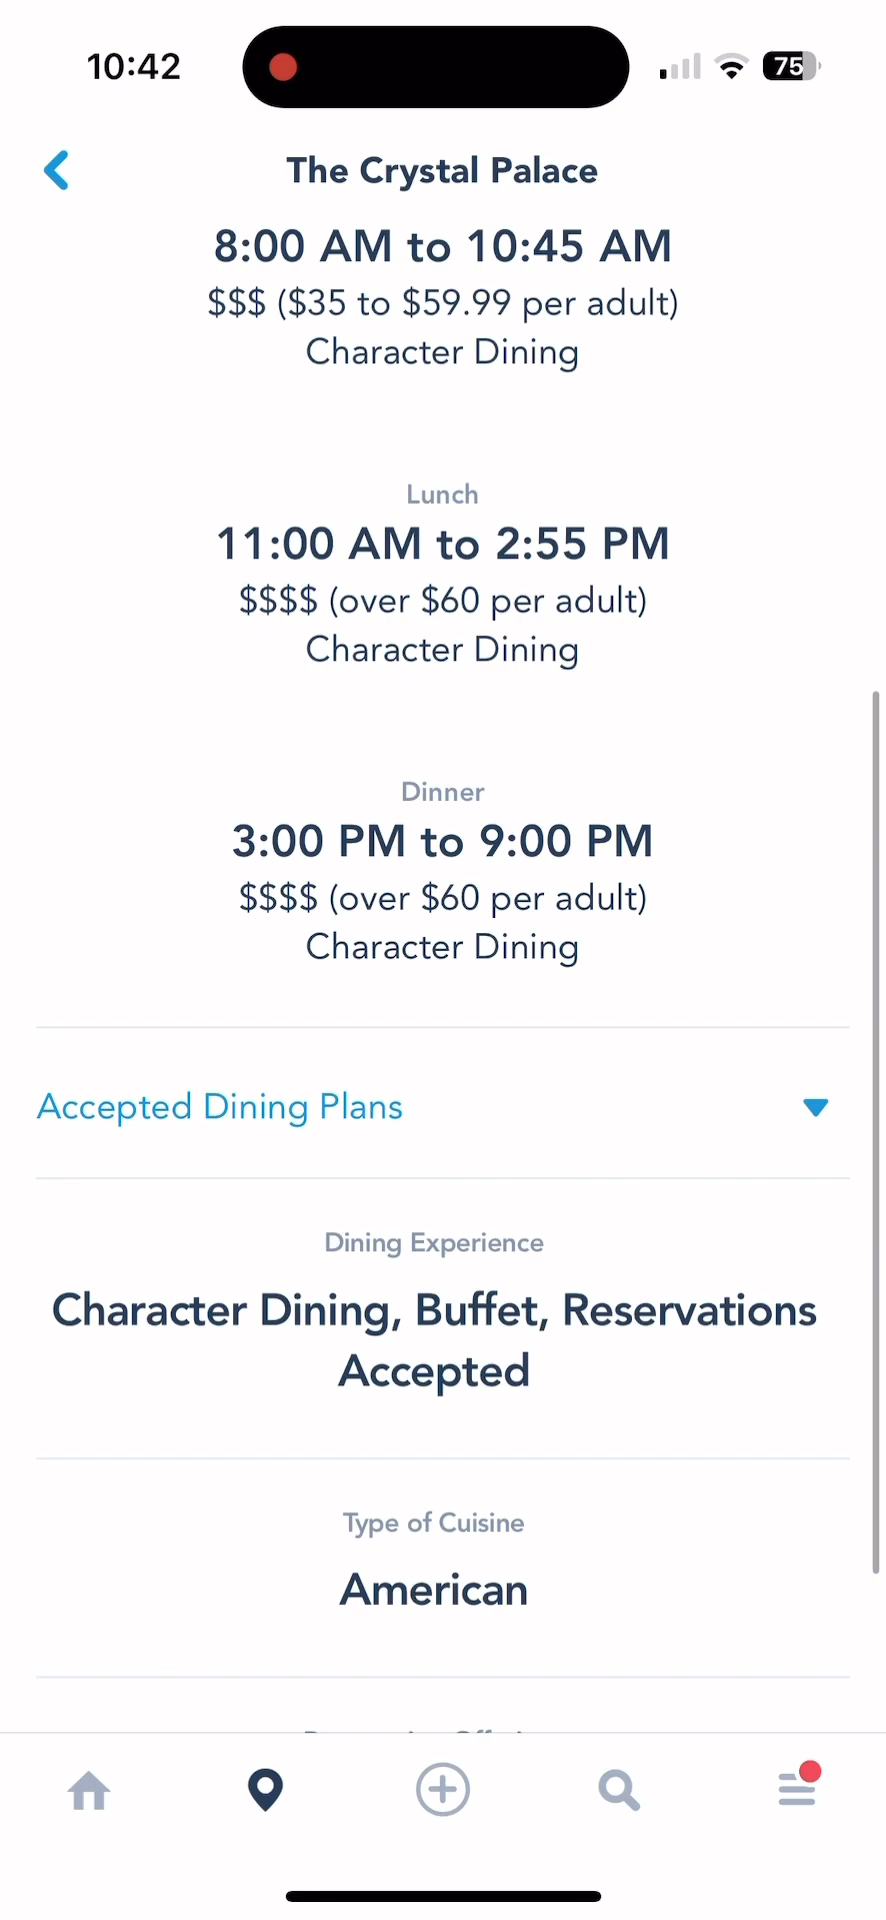 10:42
75
The Crystal Palace
8:00 AM to 10:45 AM
$$$ ($35 to $59.99 per adult)
Character Dining
Lunch
11:00 AM to 2:55 PM
$$$$ (over $60 per adult)
Character Dining
Dinner
3:00 PM to 9:00 PM
$$$$ (over $60 per adult)
Character Dining
Accepted Dining Plans
Dining Experience
Character Dining, Buffet, Reservations
Accepted
Type of Cuisine
American